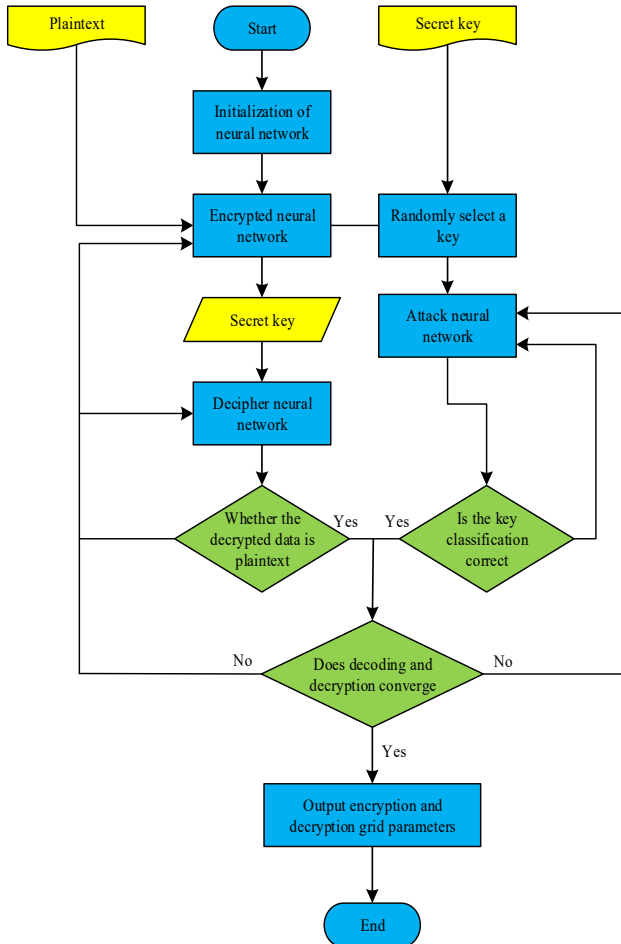 Plaintext
Start
Secret key
Initialization of
neural network
Encrypted neural
network
Randomly select a
key
Secret key
Attack neural
network
Decipher neural
network
Whether the
decrypted data is
plaintext
Yes
Yes
Is the key
classification
correct
No
Does decoding and
decryption converge
No
Yes
Output encryption and
decryption grid parameters
End